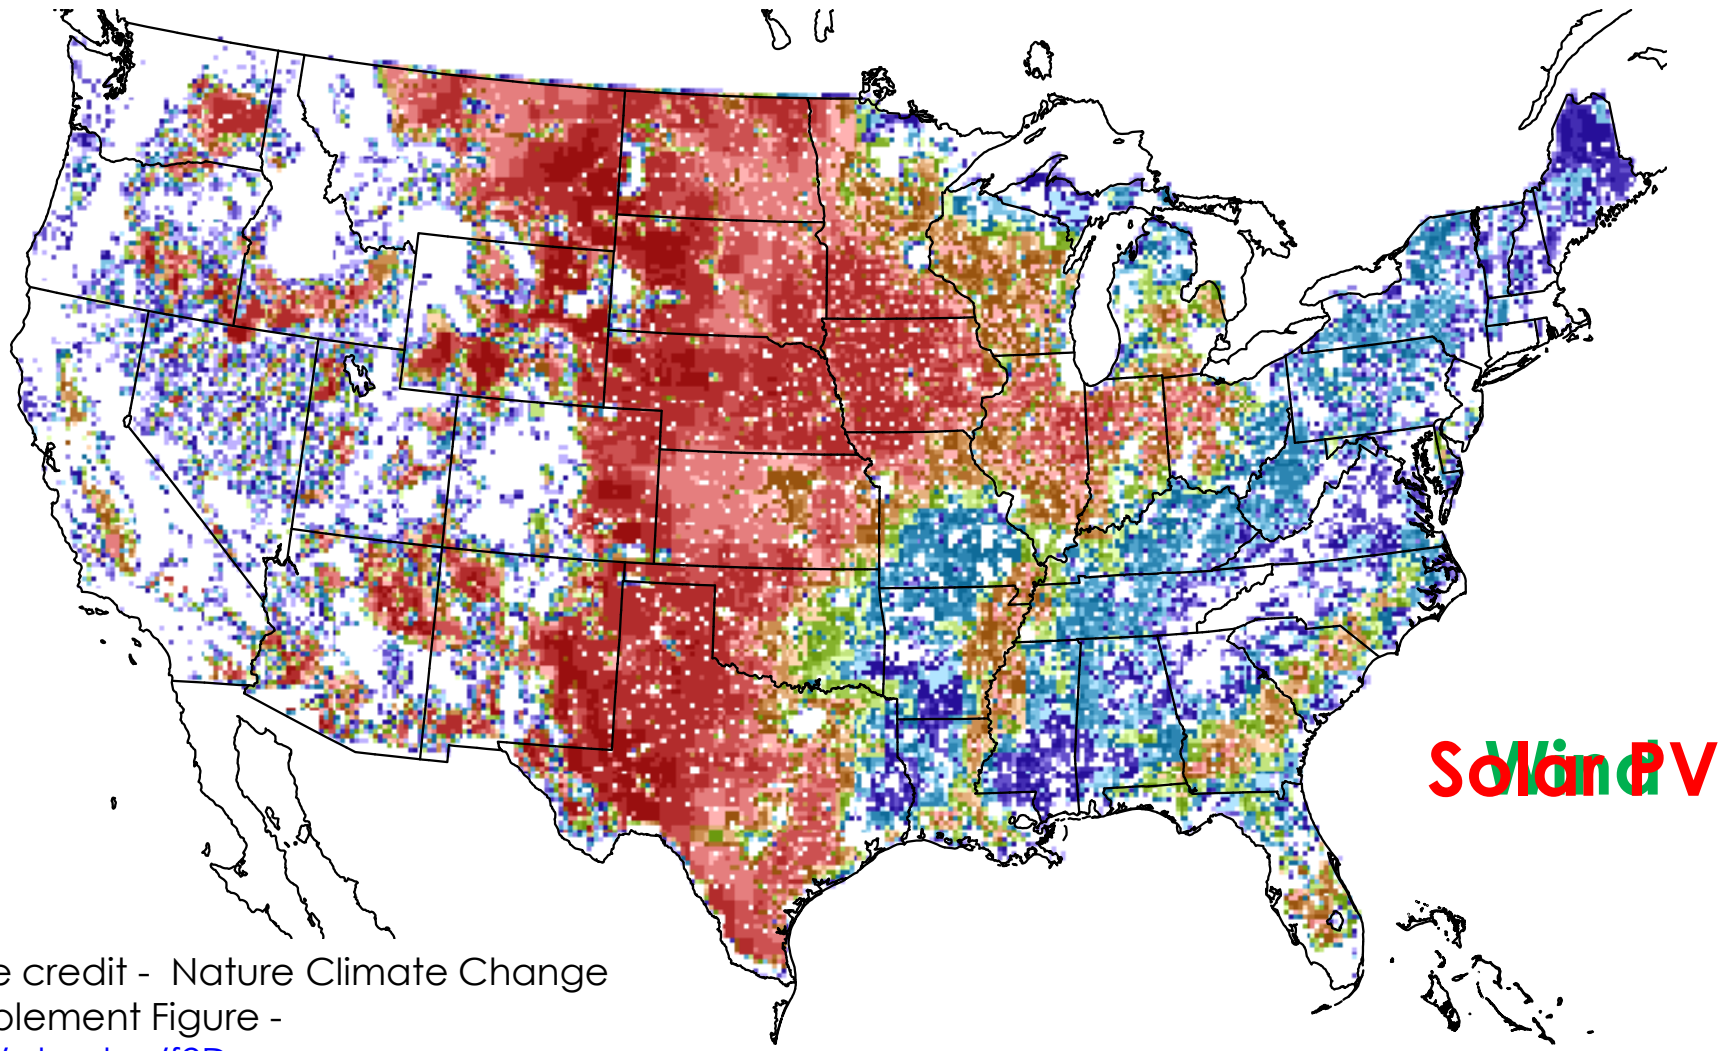 Solar PV
Wind
e credit - Nature Climate Change
plement Figure -